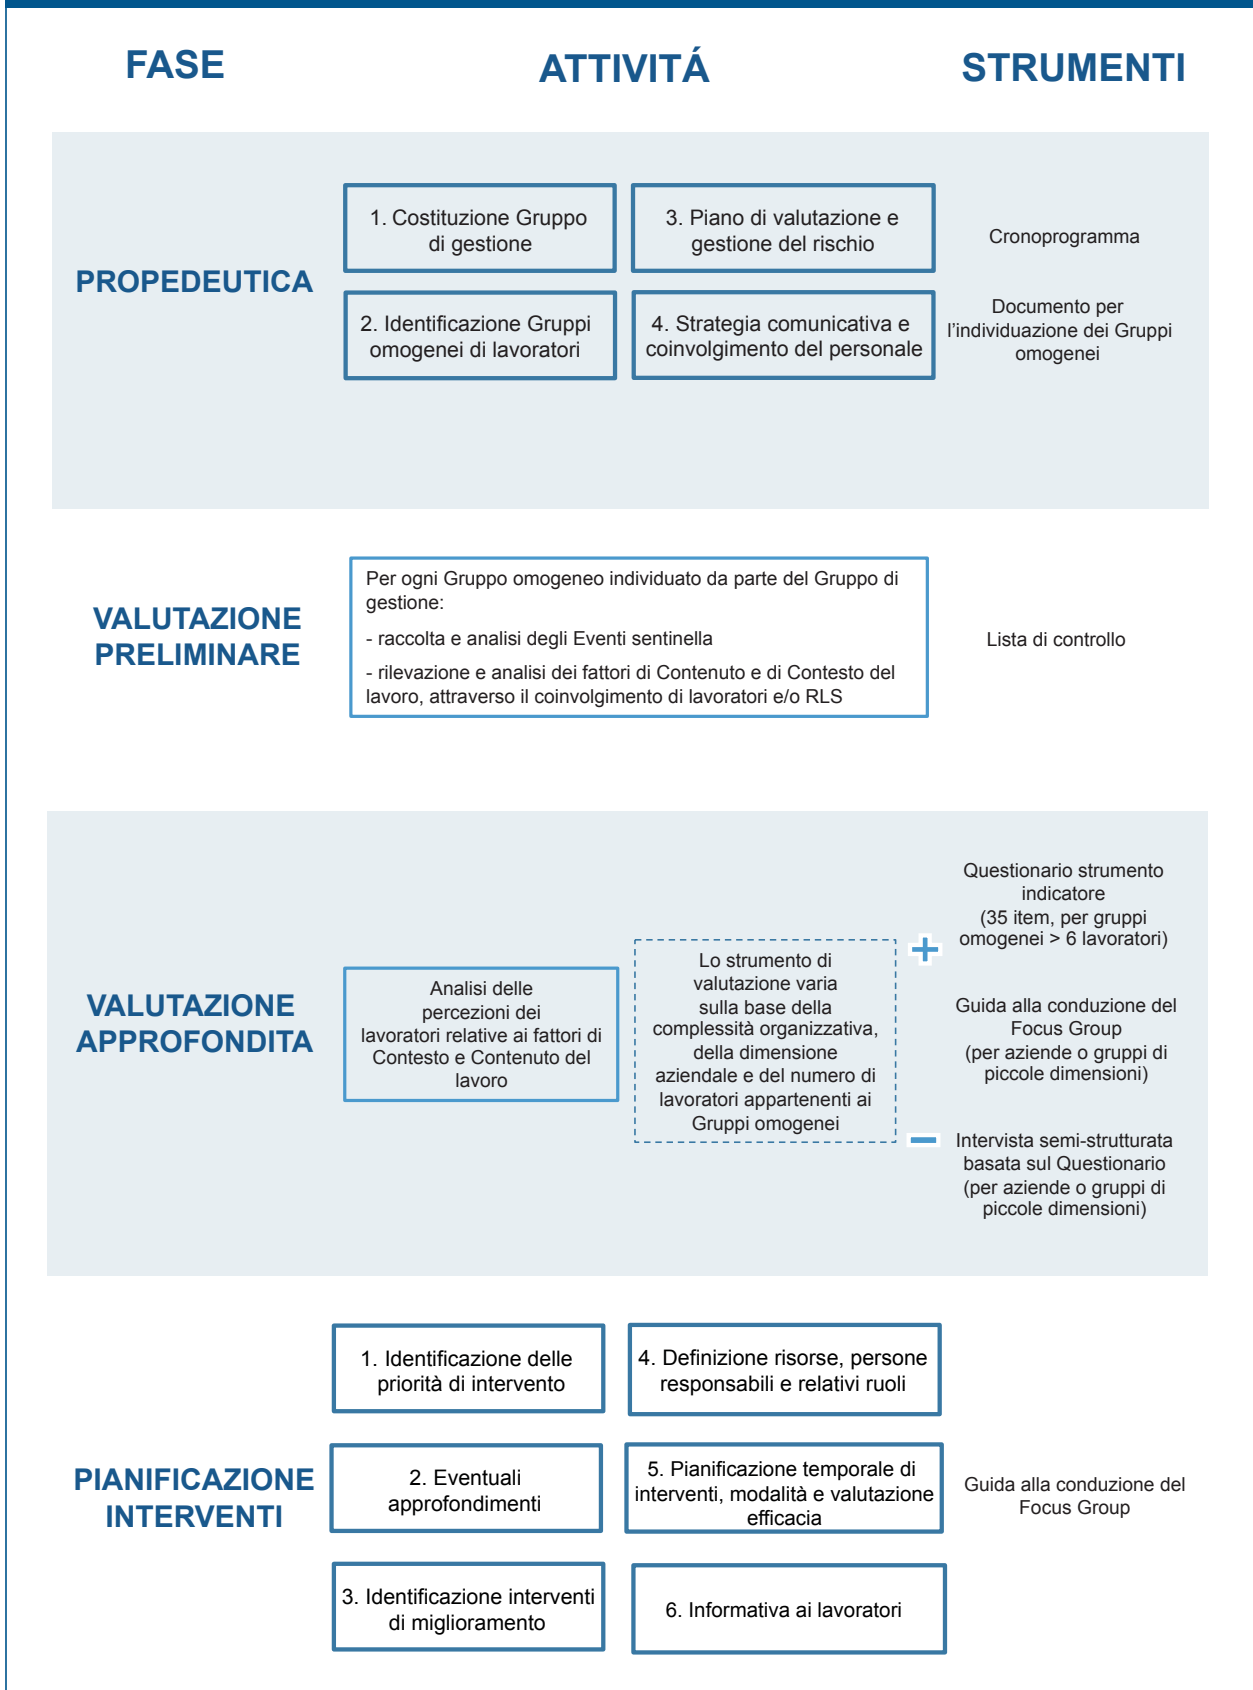 FASE
ATTIVITÁ
STRUMENTI
PROPEDEUTICA
1. Costituzione Gruppo
di gestione
2. Identificazione Gruppi
omogenei di lavoratori
3. Piano di valutazione e
gestione del rischio
4. Strategia comunicativa e
coinvolgimento del personale
Cronoprogramma
Documento per
l'individuazione dei Gruppi
omogenei
VALUTAZIONE
PRELIMINARE
Per ogni Gruppo omogeneo individuato da parte del Gruppo di
gestione:
- raccolta e analisi degli Eventi sentinella
- rilevazione e analisi dei fattori di Contenuto e di Contesto del
lavoro, attraverso il coinvolgimento di lavoratori e/o RLS
Lista di controllo
VALUTAZIONE
APPROFONDITA
Analisi delle
percezioni dei
lavoratori relative ai fattori di
Contesto e Contenuto del
lavoro
Lo strumento di
valutazione varia
sulla base della
complessità organizzativa,
della dimensione
aziendale e del numero di
lavoratori appartenenti ai
Gruppi omogenei
+
−
Questionario strumento
indicatore
(35 item, per gruppi
omogenei > 6 lavoratori)
Guida alla conduzione del
Focus Group
(per aziende o gruppi di
piccole dimensioni)
Intervista semi-strutturata
basata sul Questionario
(per aziende o gruppi di
piccole dimensioni)
PIANIFICAZIONE
INTERVENTI
1. Identificazione delle
priorità di intervento
2. Eventuali
approfondimenti
3. Identificazione interventi
di miglioramento
4. Definizione risorse, persone
responsabili e relativi ruoli
5. Pianificazione temporale di
interventi, modalità e valutazione
efficacia
6. Informativa ai lavoratori
Guida alla conduzione del
Focus Group